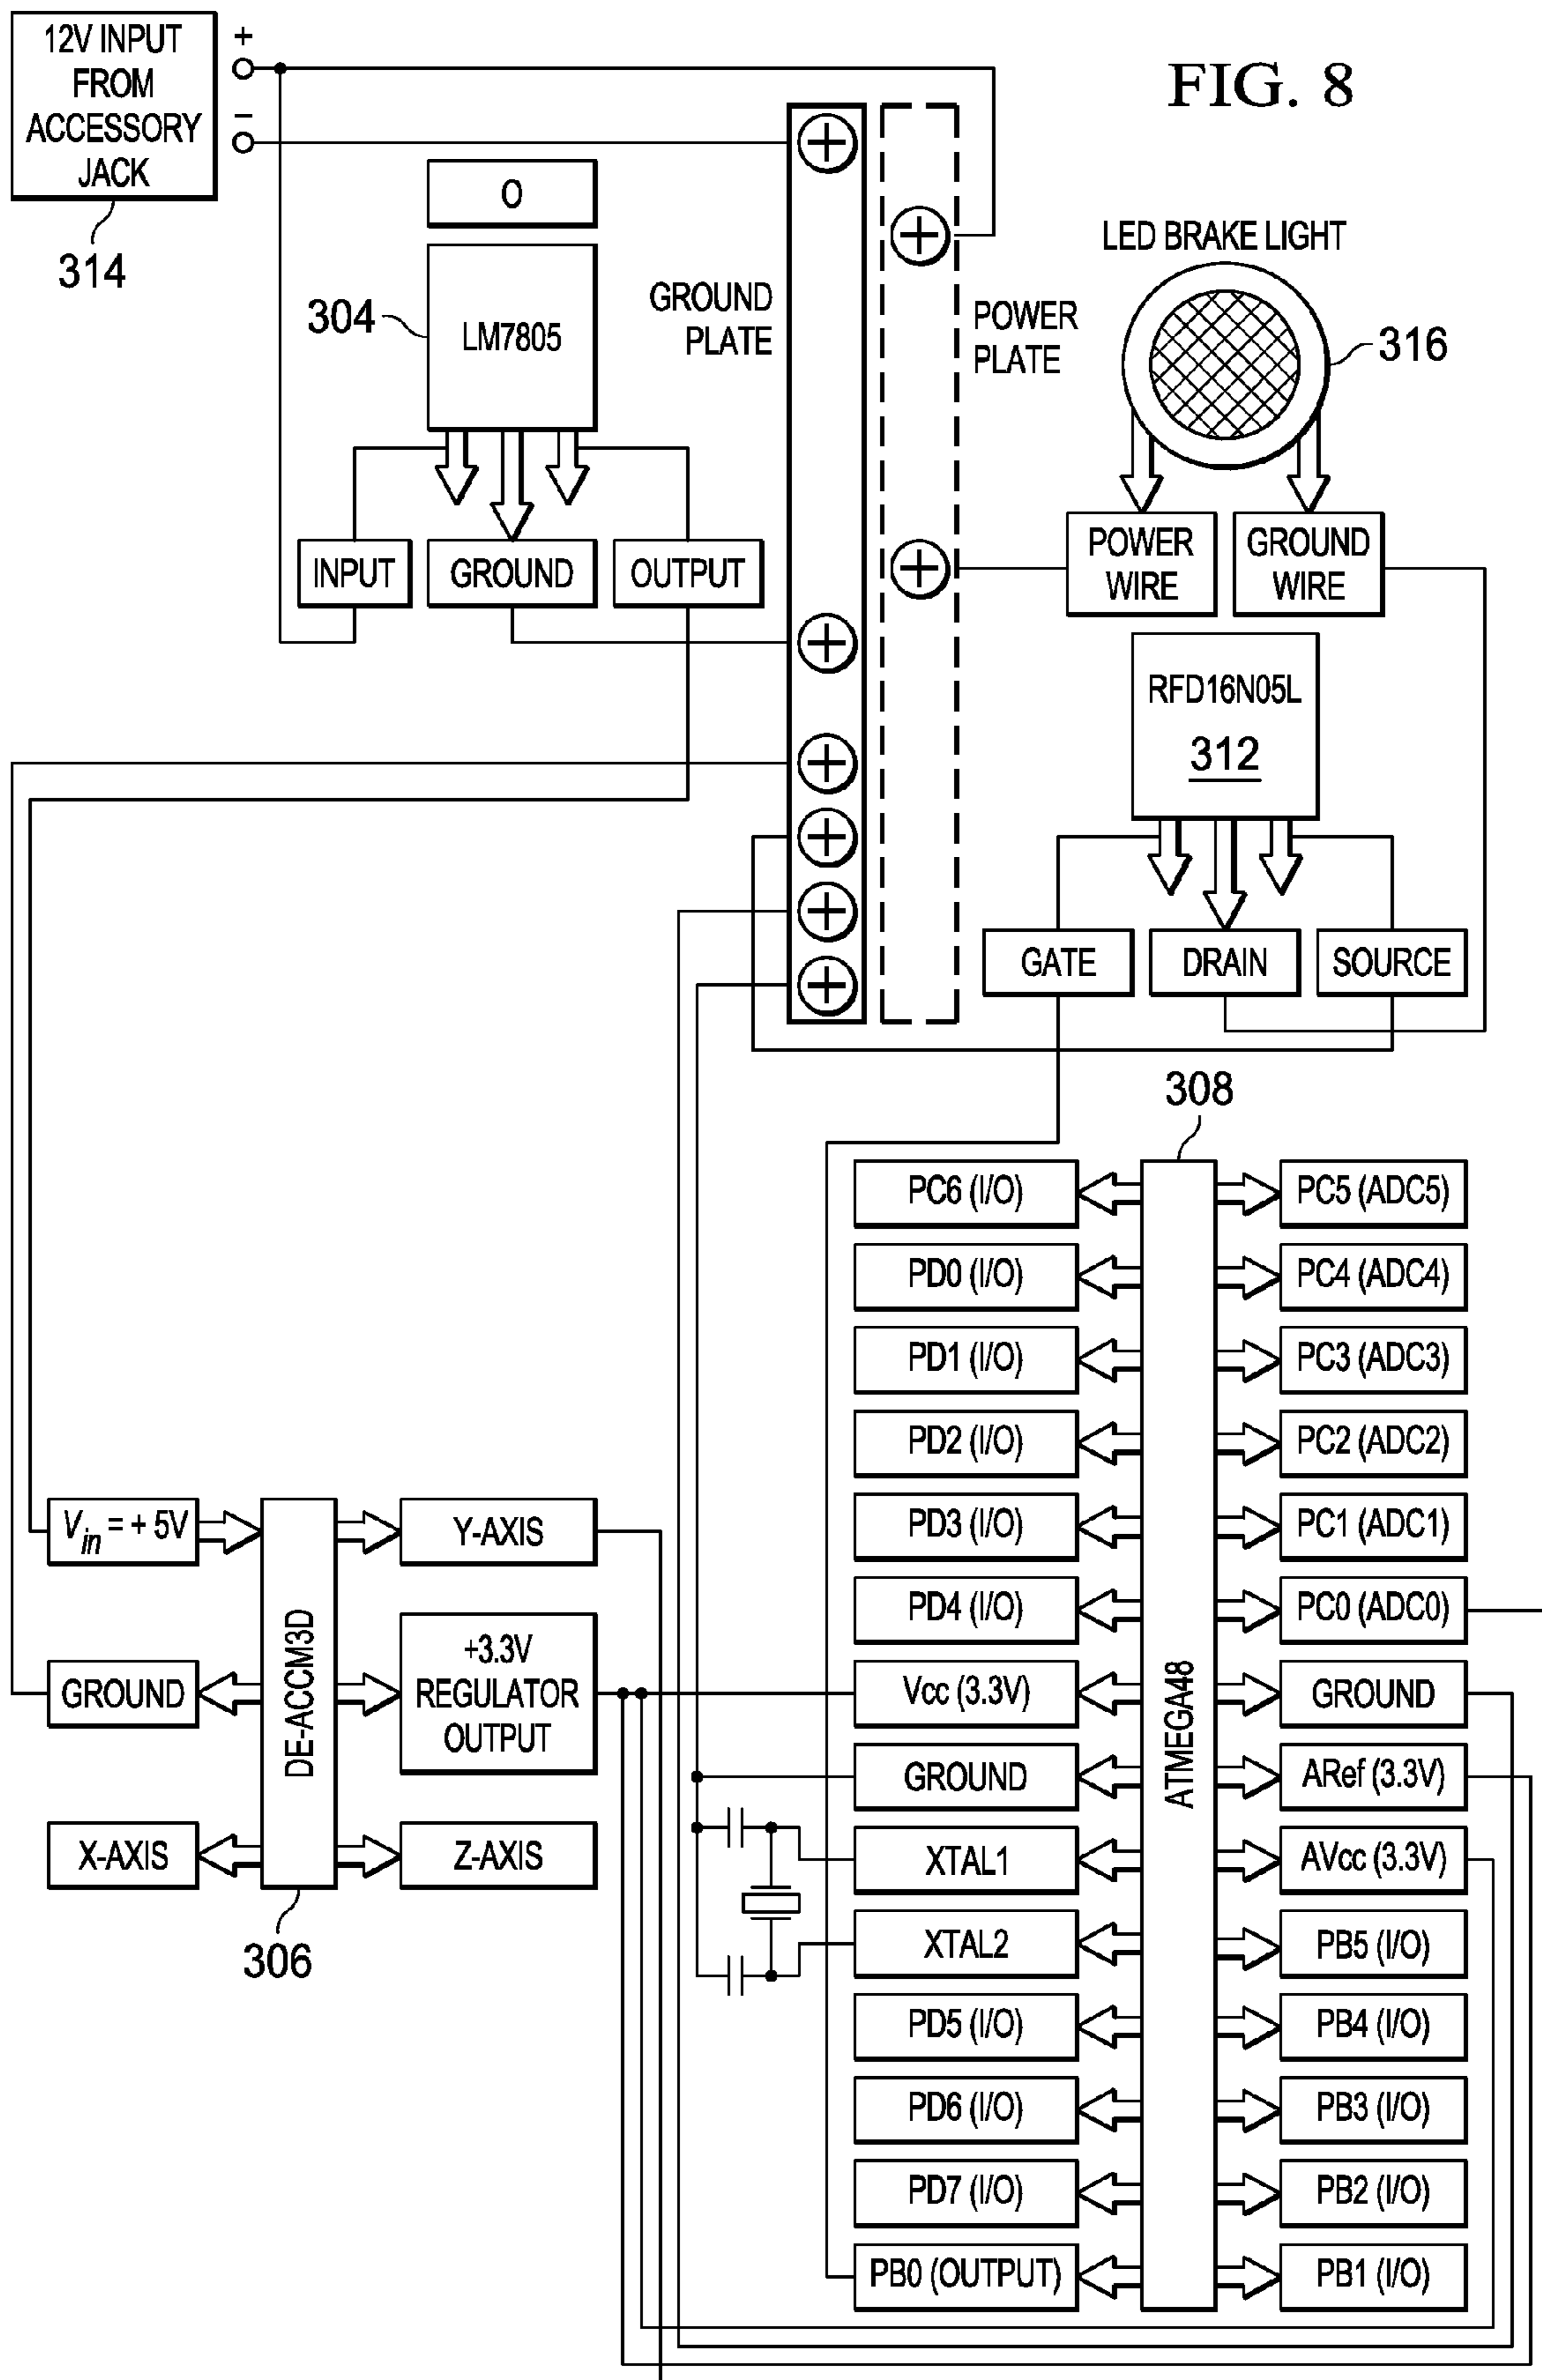 FIG. 8
12V INPUT
FROM
ACCESSORY
JACK
+
−
314
O
LM7805
304
INPUT
GROUND
OUTPUT
GROUND
PLATE
POWER
PLATE
LED BRAKE LIGHT
316
POWER
WIRE
GROUND
WIRE
RFD16N05L
312
GATE
DRAIN
SOURCE
308
PC6 (I/O)
PD0 (I/O)
PD1 (I/O)
PD2 (I/O)
PD3 (I/O)
PD4 (I/O)
Vcc (3.3V)
GROUND
XTAL1
XTAL2
PD5 (I/O)
PD6 (I/O)
PD7 (I/O)
PB0 (OUTPUT)
ATMEGA48
PC5 (ADC5)
PC4 (ADC4)
PC3 (ADC3)
PC2 (ADC2)
PC1 (ADC1)
PC0 (ADC0)
GROUND
ARef (3.3V)
AVcc (3.3V)
PB5 (I/O)
PB4 (I/O)
PB3 (I/O)
PB2 (I/O)
PB1 (I/O)
Vin = + 5V
GROUND
X-AXIS
DE-ACCM3D
Y-AXIS
+3.3V
REGULATOR
OUTPUT
Z-AXIS
306